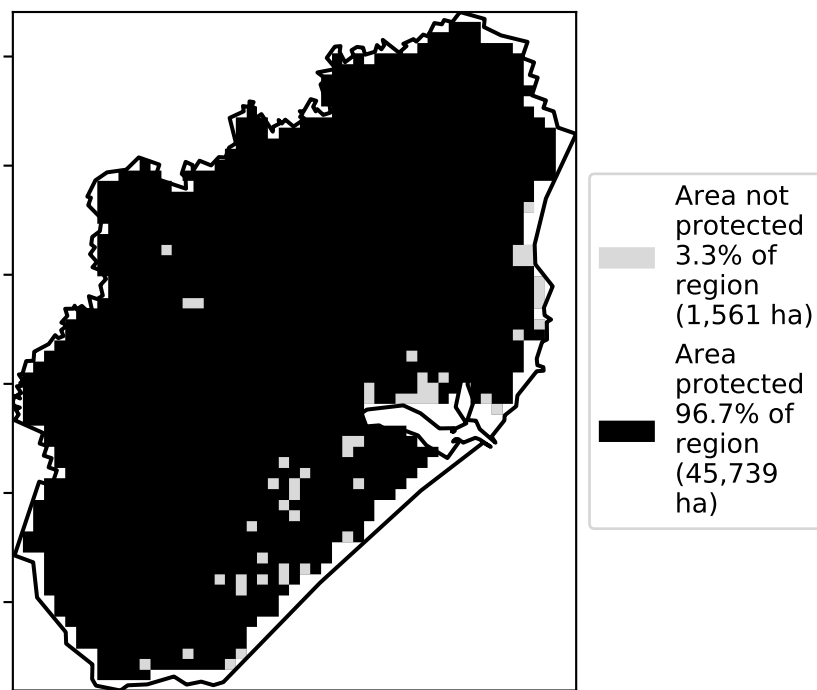 Area not
protected
3.3% of
region
(1,561 ha)
Area
protected
96.7% of
region
(45,739
ha)